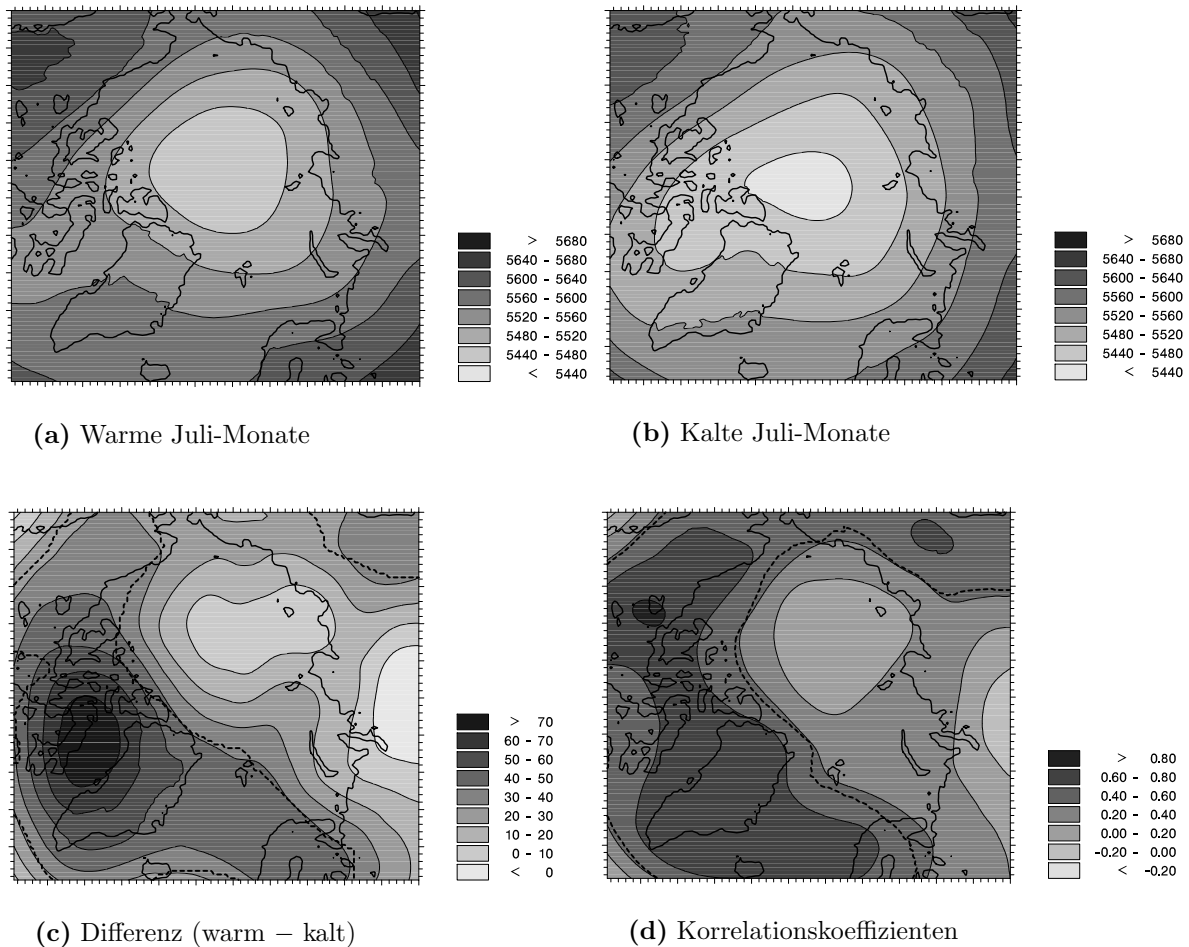 > 5680
5640 - 5680
5600 - 5640
5560 - 5600
5520 - 5560
5480 - 5520
5440 - 5480
< 5440
(a) Warme Juli-Monate
> 5680
5640 - 5680
5600 - 5640
5560 - 5600
5520 - 5560
5480 - 5520
5440 - 5480
< 5440
(b) Kalte Juli-Monate
> 70
60 - 70
50 - 60
40 - 50
30 - 40
20 - 30
10 - 20
0 - 10
< 0
(c) Differenz (warm − kalt)
> 0.80
0.60 - 0.80
0.40 - 0.60
0.20 - 0.40
0.00 - 0.20
-0.20 - 0.00
< -0.20
(d) Korrelationskoeffizienten